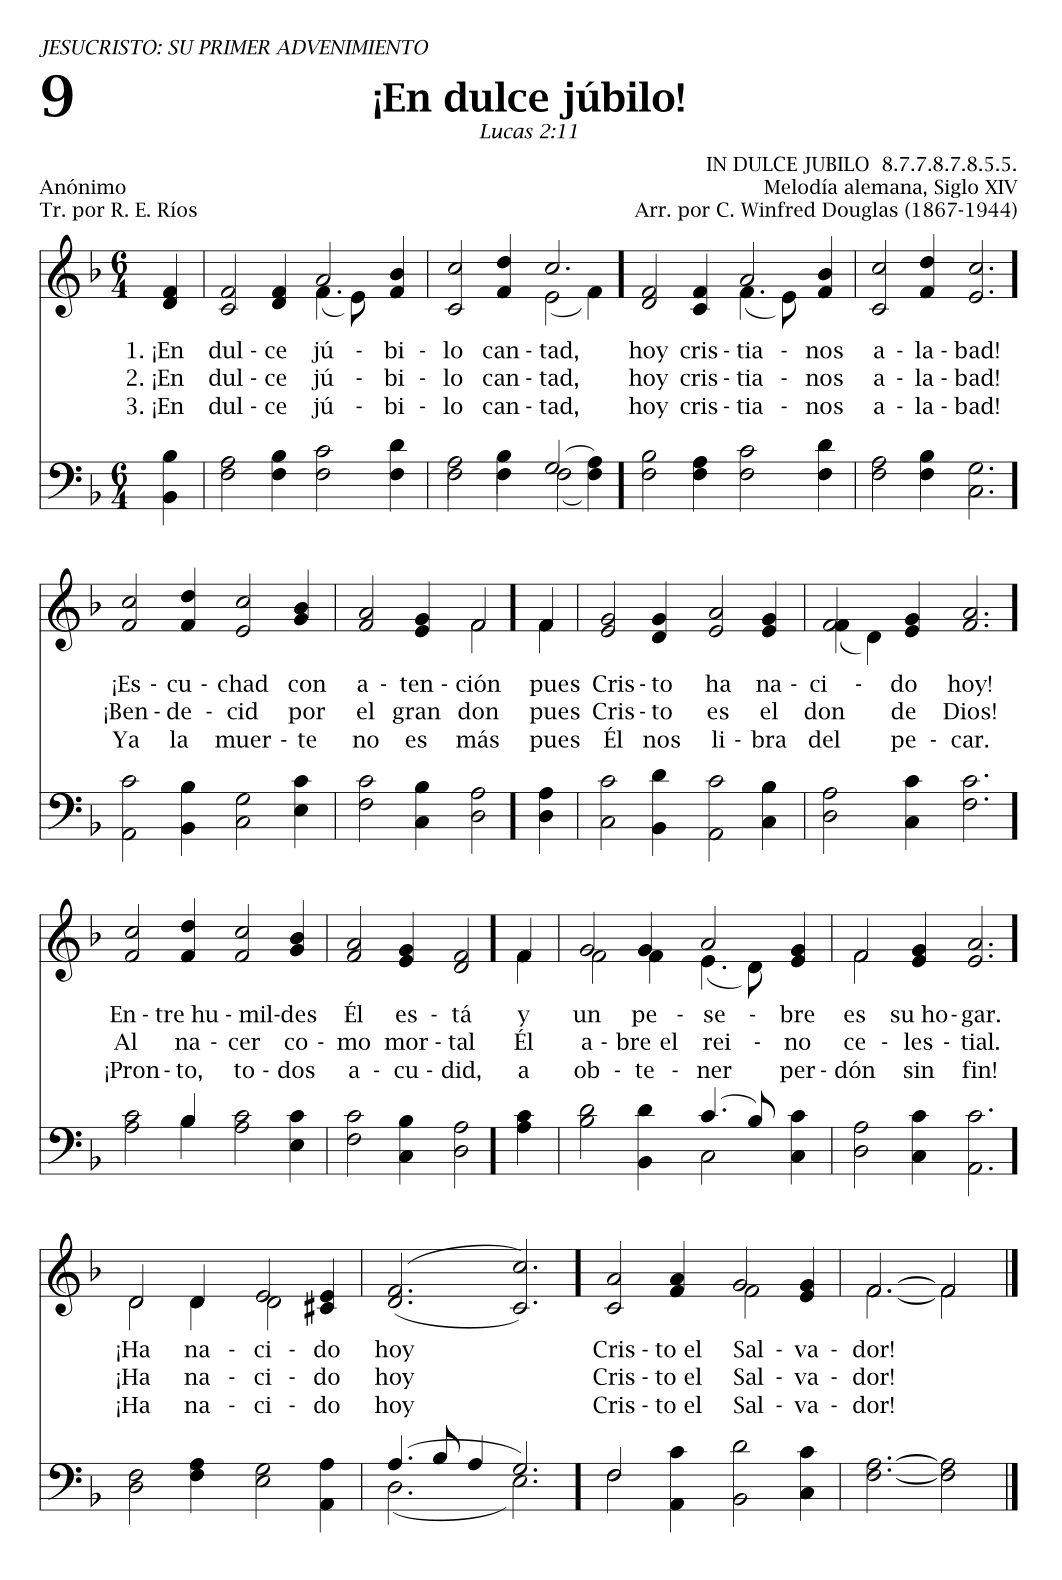 JESUCRISTO: SU PRIMER ADVENIMIENTO
9
¡En dulce júbilo!
Lucas 2:11
IN DULCE JUBILO 8.7.7.8.7.8.5.5.
Anónimo
Melodía alemana, Siglo XIV
Tr. por R. E. Ríos
Arr. por C. Winfred Douglas (1867-1944)
6
4
1. ¡En dul - ce jú - bi - lo can - tad, hoy cris - tia - nos a - la - bad!
2. ¡En dul - ce jú - bi - lo can - tad, hoy cris - tia - nos a - la - bad!
3. ¡En dul - ce jú - bi - lo can - tad, hoy cris - tia - nos a - la - bad!
6
4
¡Es - cu - chad con a - ten - ción pues Cris - to ha na - ci - do hoy!
¡Ben - de - cid por el gran don pues Cris - to es el don de Dios!
Ya la muer - te no es más pues Él nos li - bra del pe - car.
En - tre hu - mil - des Él es - tá y un pe - se - bre es su ho - gar.
Al na - cer co - mo mor - tal Él a - bre el rei - no ce - les - tial.
¡Pron - to, to - dos a - cu - did, a ob - te - ner per - dón sin fin!
¡Ha na - ci - do hoy Cris - to el Sal - va - dor!
¡Ha na - ci - do hoy Cris - to el Sal - va - dor!
¡Ha na - ci - do hoy Cris - to el Sal - va - dor!